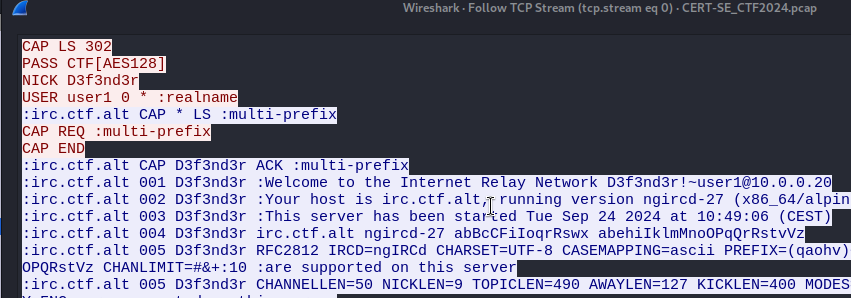 Wireshark · Follow TCP Stream (tcp.stream eq 0) · CERT-SE_CTF2024.pcap
CAP LS 302
PASS CTF[AES128]
NICK D3f3nd3r
USER user1 0 * :realname
:irc.ctf.alt CAP * LS :multi-prefix
CAP REQ :multi-prefix
CAP END
:irc.ctf.alt CAP D3f3nd3r ACK :multi-prefix
:irc.ctf.alt 001 D3f3nd3r :Welcome to the Internet Relay Network D3f3nd3r!~user1@10.0.0.20
:irc.ctf.alt 002 D3f3nd3r :Your host is irc.ctf.alt, running version ngircd-27 (x86_64/alpin
:irc.ctf.alt 003 D3f3nd3r :This server has been started Tue Sep 24 2024 at 10:49:06 (CEST)
:irc.ctf.alt 004 D3f3nd3r irc.ctf.alt ngircd-27 abBcCFiIoqrRswx abehiIklmMnoOPqQrRstvVz
:irc.ctf.alt 005 D3f3nd3r RFC2812 IRCD=ngIRCd CHARSET=UTF-8 CASEMAPPING=ascii PREFIX=(qaohv)
OPQRstVz CHANLIMIT=#&+:10 :are supported on this server
:irc.ctf.alt 005 D3f3nd3r CHANNELLEN=50 NICKLEN=9 TOPICLEN=490 AWAYLEN=127 KICKLEN=400 MODES